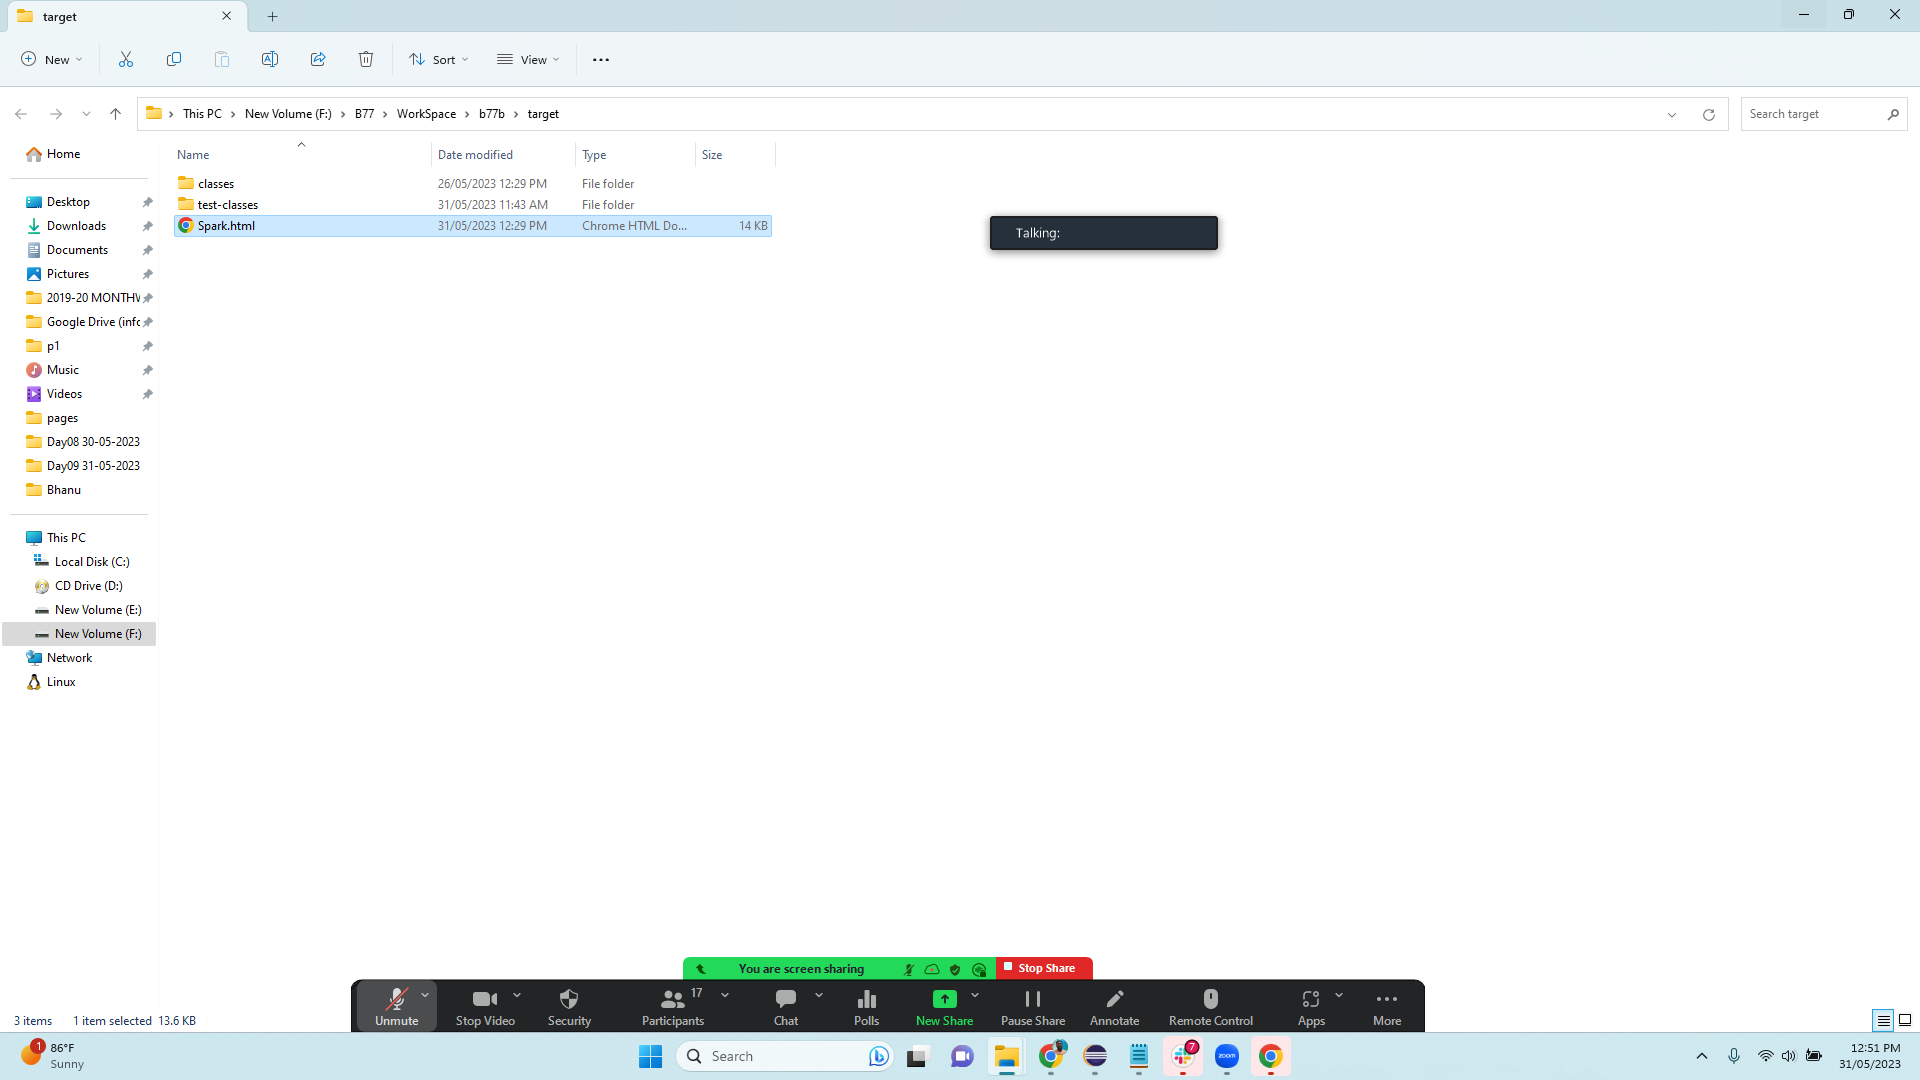 target
New
Sort
View
This PC
New Volume (F:)
B77
WorkSpace
b77b
target
Search target
Name
Date modified
Type
Size
classes
26/05/2023 12:29 PM
File folder
test-classes
31/05/2023 11:43 AM
File folder
Spark.html
31/05/2023 12:29 PM
Chrome HTML Do...
14 KB
Home
Desktop
Downloads
Documents
Pictures
2019-20 MONTHV
Google Drive (info
p1
Music
Videos
pages
Day08 30-05-2023
Day09 31-05-2023
Bhanu
This PC
Local Disk (C:)
CD Drive (D:)
New Volume (E:)
New Volume (F:)
Network
Linux
Talking:
You are screen sharing
Stop Share
Unmute
Stop Video
Security
17
Participants
Chat
Polls
New Share
Pause Share
Annotate
Remote Control
Apps
More
3 items
1 item selected 13.6 KB
1
86°F
Sunny
Search
7
zoom
12:51 PM
31/05/2023